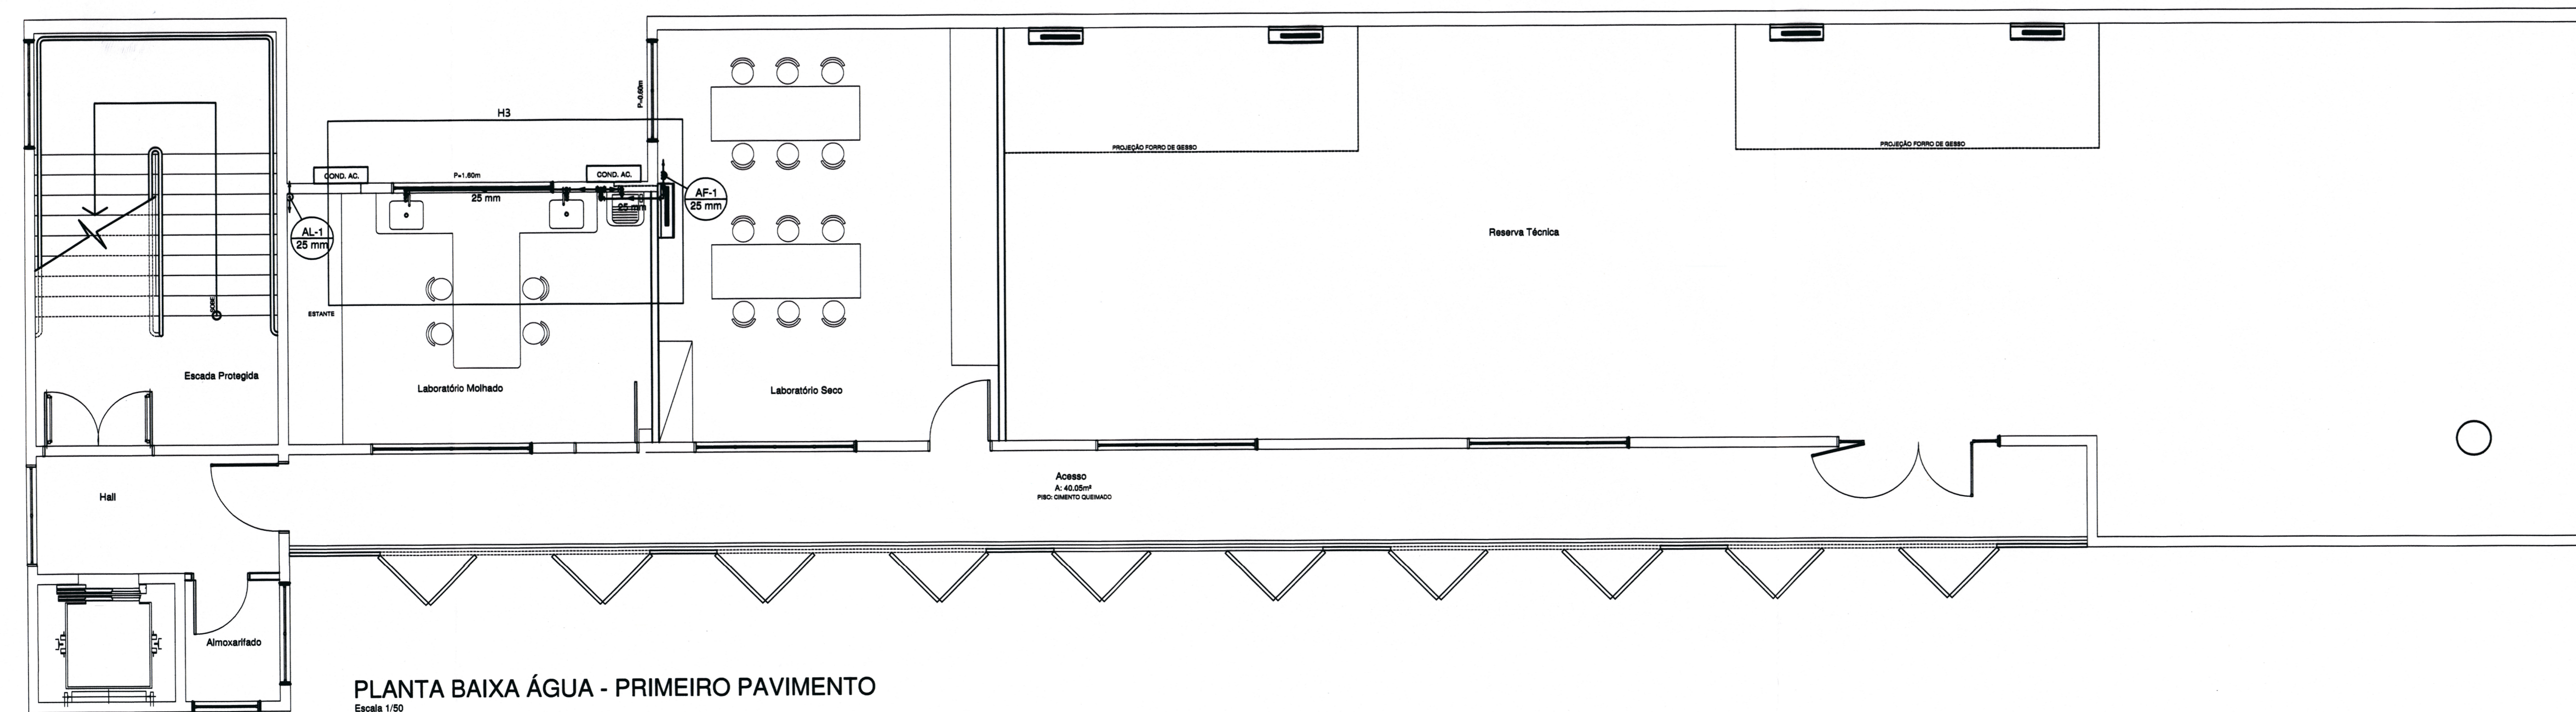 H3
P=0.60m
COND. AC.
P=1.60m
COND. AC.
25 mm
25 mm
AF-1
25 mm
AL-1
25 mm
PROJEÇÃO FORRO DE GESSO
PROJEÇÃO FORRO DE GESSO
Reserva Técnica
SOBE
ESTANTE
Escada Protegida
Laboratório Molhado
Laboratório Seco
Hall
Acesso
A: 40.05m²
PISO: CIMENTO QUEIMADO
Almoxarifado
PLANTA BAIXA ÁGUA - PRIMEIRO PAVIMENTO
Escala 1/50